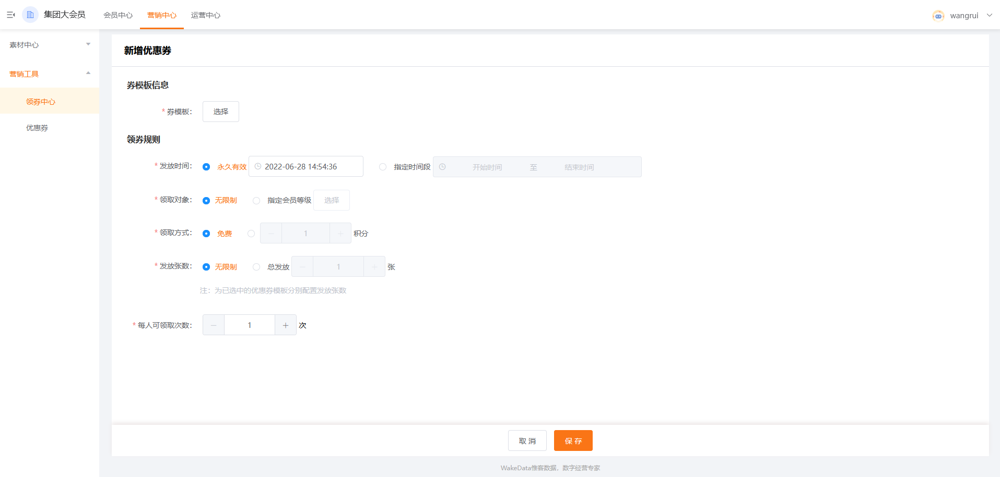 集团大会员 会员中心 营销中心 运营中心 wangrui
素材中心
营销工具
领券中心
优惠券
新增优惠券
券模板信息
* 券模板： 选择
领券规则
* 发放时间： 永久有效 2022-06-28 14:54:36 指定时间段 开始时间 至 结束时间
* 领取对象： 无限制 指定会员等级 选择
* 领取方式： 免费 − 1 + 积分
* 发放张数： 无限制 总发放 − 1 + 张
注：为已选中的优惠券模板分别配置发放张数
* 每人可领取次数： − 1 + 次
取 消 保 存
WakeData惟客数据，数字经营专家